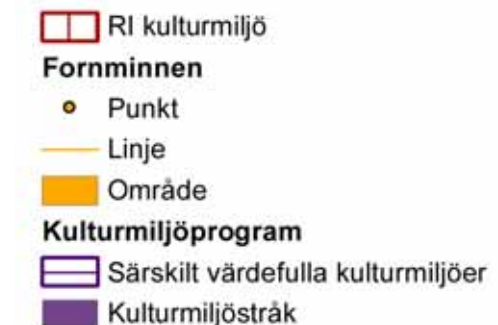 RI kulturmiljö
Fornminnen
Punkt
Linje
Område
Kulturmiljöprogram
Särskilt värdefulla kulturmiljöer
Kulturmiljöstråk